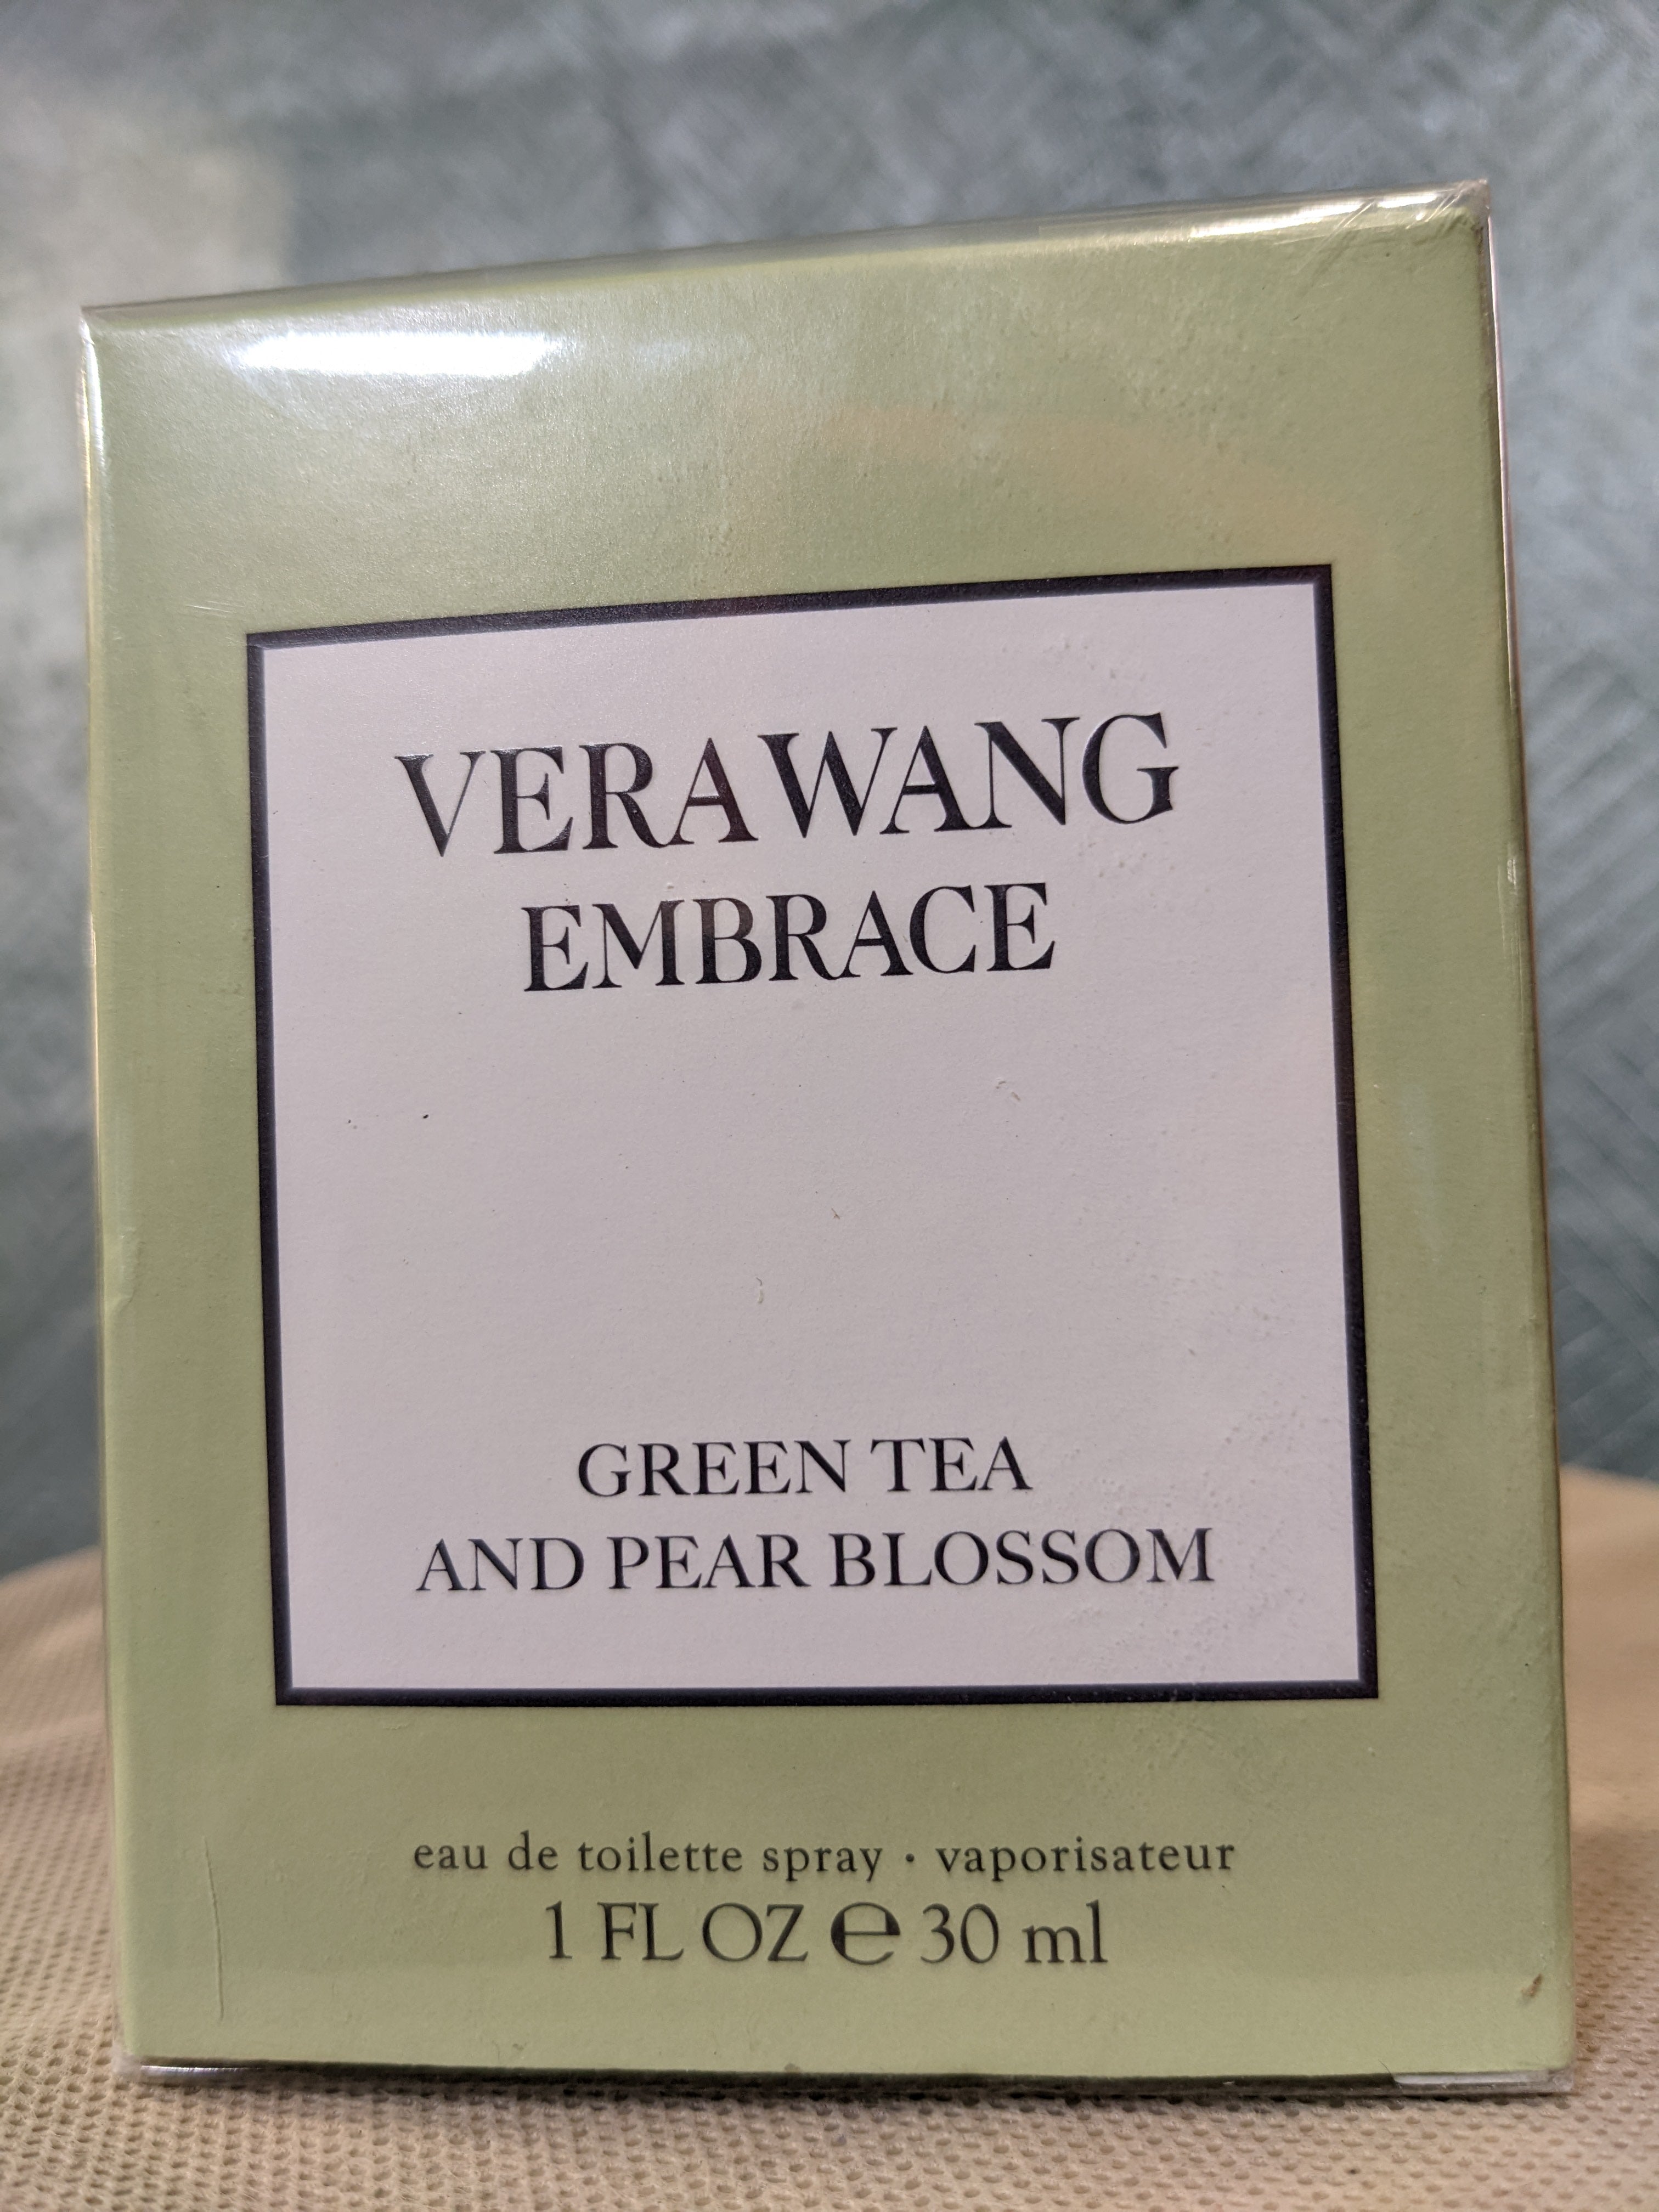 VERA WANG
EMBRACE
GREEN TEA
AND PEAR BLOSSOM
eau de toilette spray · vaporisateur
1 FL OZ ℮ 30 ml